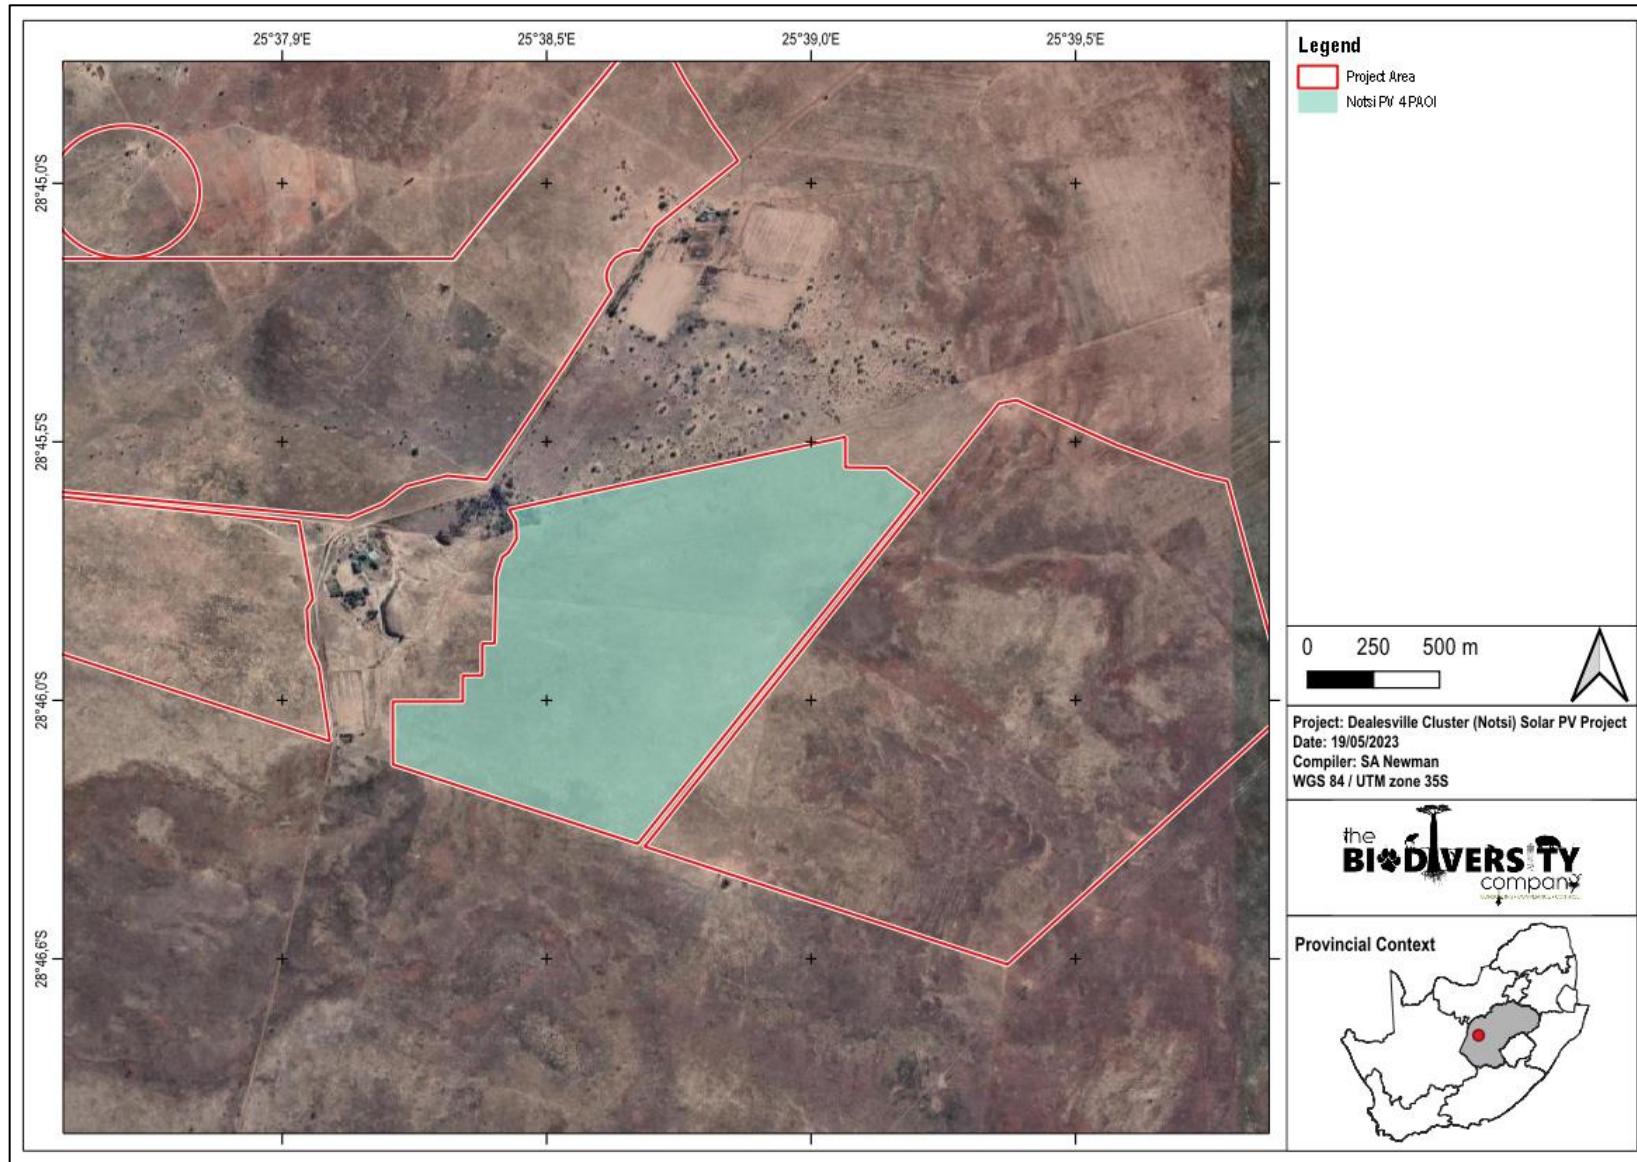 25°37,9'E
25°38,5'E
25°39,0'E
25°39,5'E
28°45,0'S
28°45,5'S
28°46,0'S
28°46,6'S
Legend
Project Area
Notsi PV 4 PAOI
0 250 500 m
Project: Dealesville Cluster (Notsi) Solar PV Project
Date: 19/05/2023
Compiler: SA Newman
WGS 84 / UTM zone 35S
the
BIODIVERSITY
company
Provincial Context